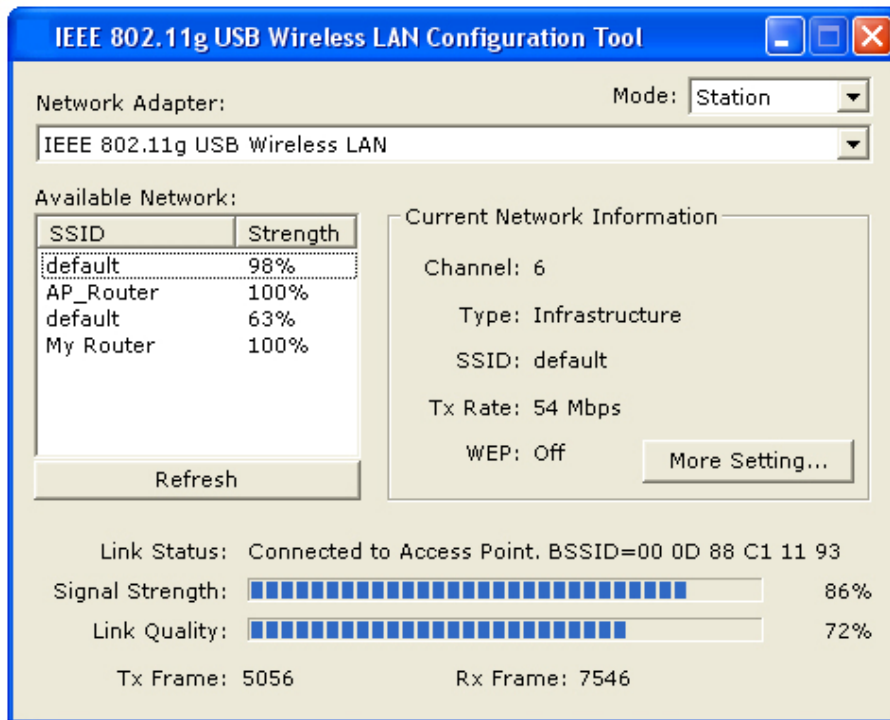 IEEE 802.11g USB Wireless LAN Configuration Tool
Network Adapter:
Mode: Station
IEEE 802.11g USB Wireless LAN
Available Network:
SSID Strength
default 98%
AP_Router 100%
default 63%
My Router 100%
Refresh
Current Network Information
Channel: 6
Type: Infrastructure
SSID: default
Tx Rate: 54 Mbps
WEP: Off
More Setting...
Link Status: Connected to Access Point. BSSID=00 0D 88 C1 11 93
Signal Strength: 86%
Link Quality: 72%
Tx Frame: 5056 Rx Frame: 7546